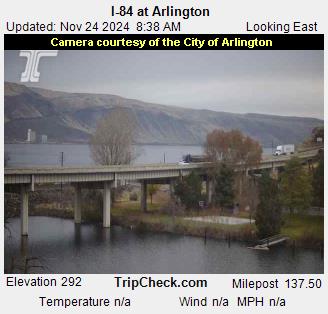 I-84 at Arlington
Updated: Nov 24 2024 8:38 AM Looking East
Camera courtesy of the City of Arlington
Elevation 292 TripCheck.com Milepost 137.50
Temperature n/a Wind n/a MPH n/a